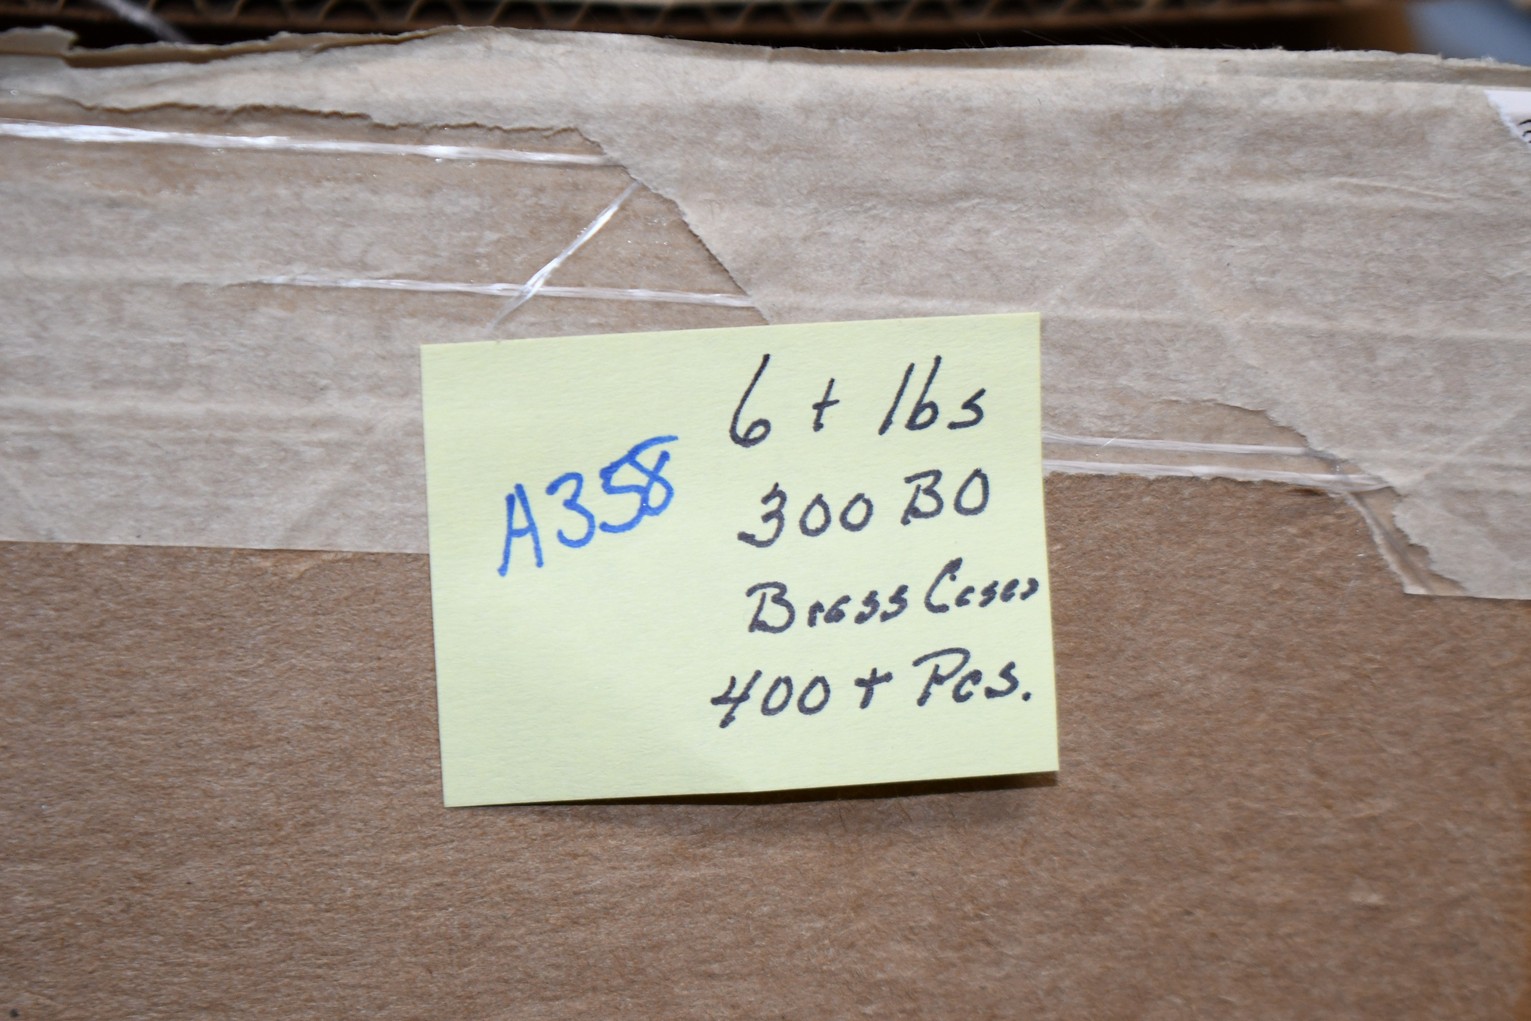 6 + lbs
A358
300 BO
Brass Cases
400 + Pcs.